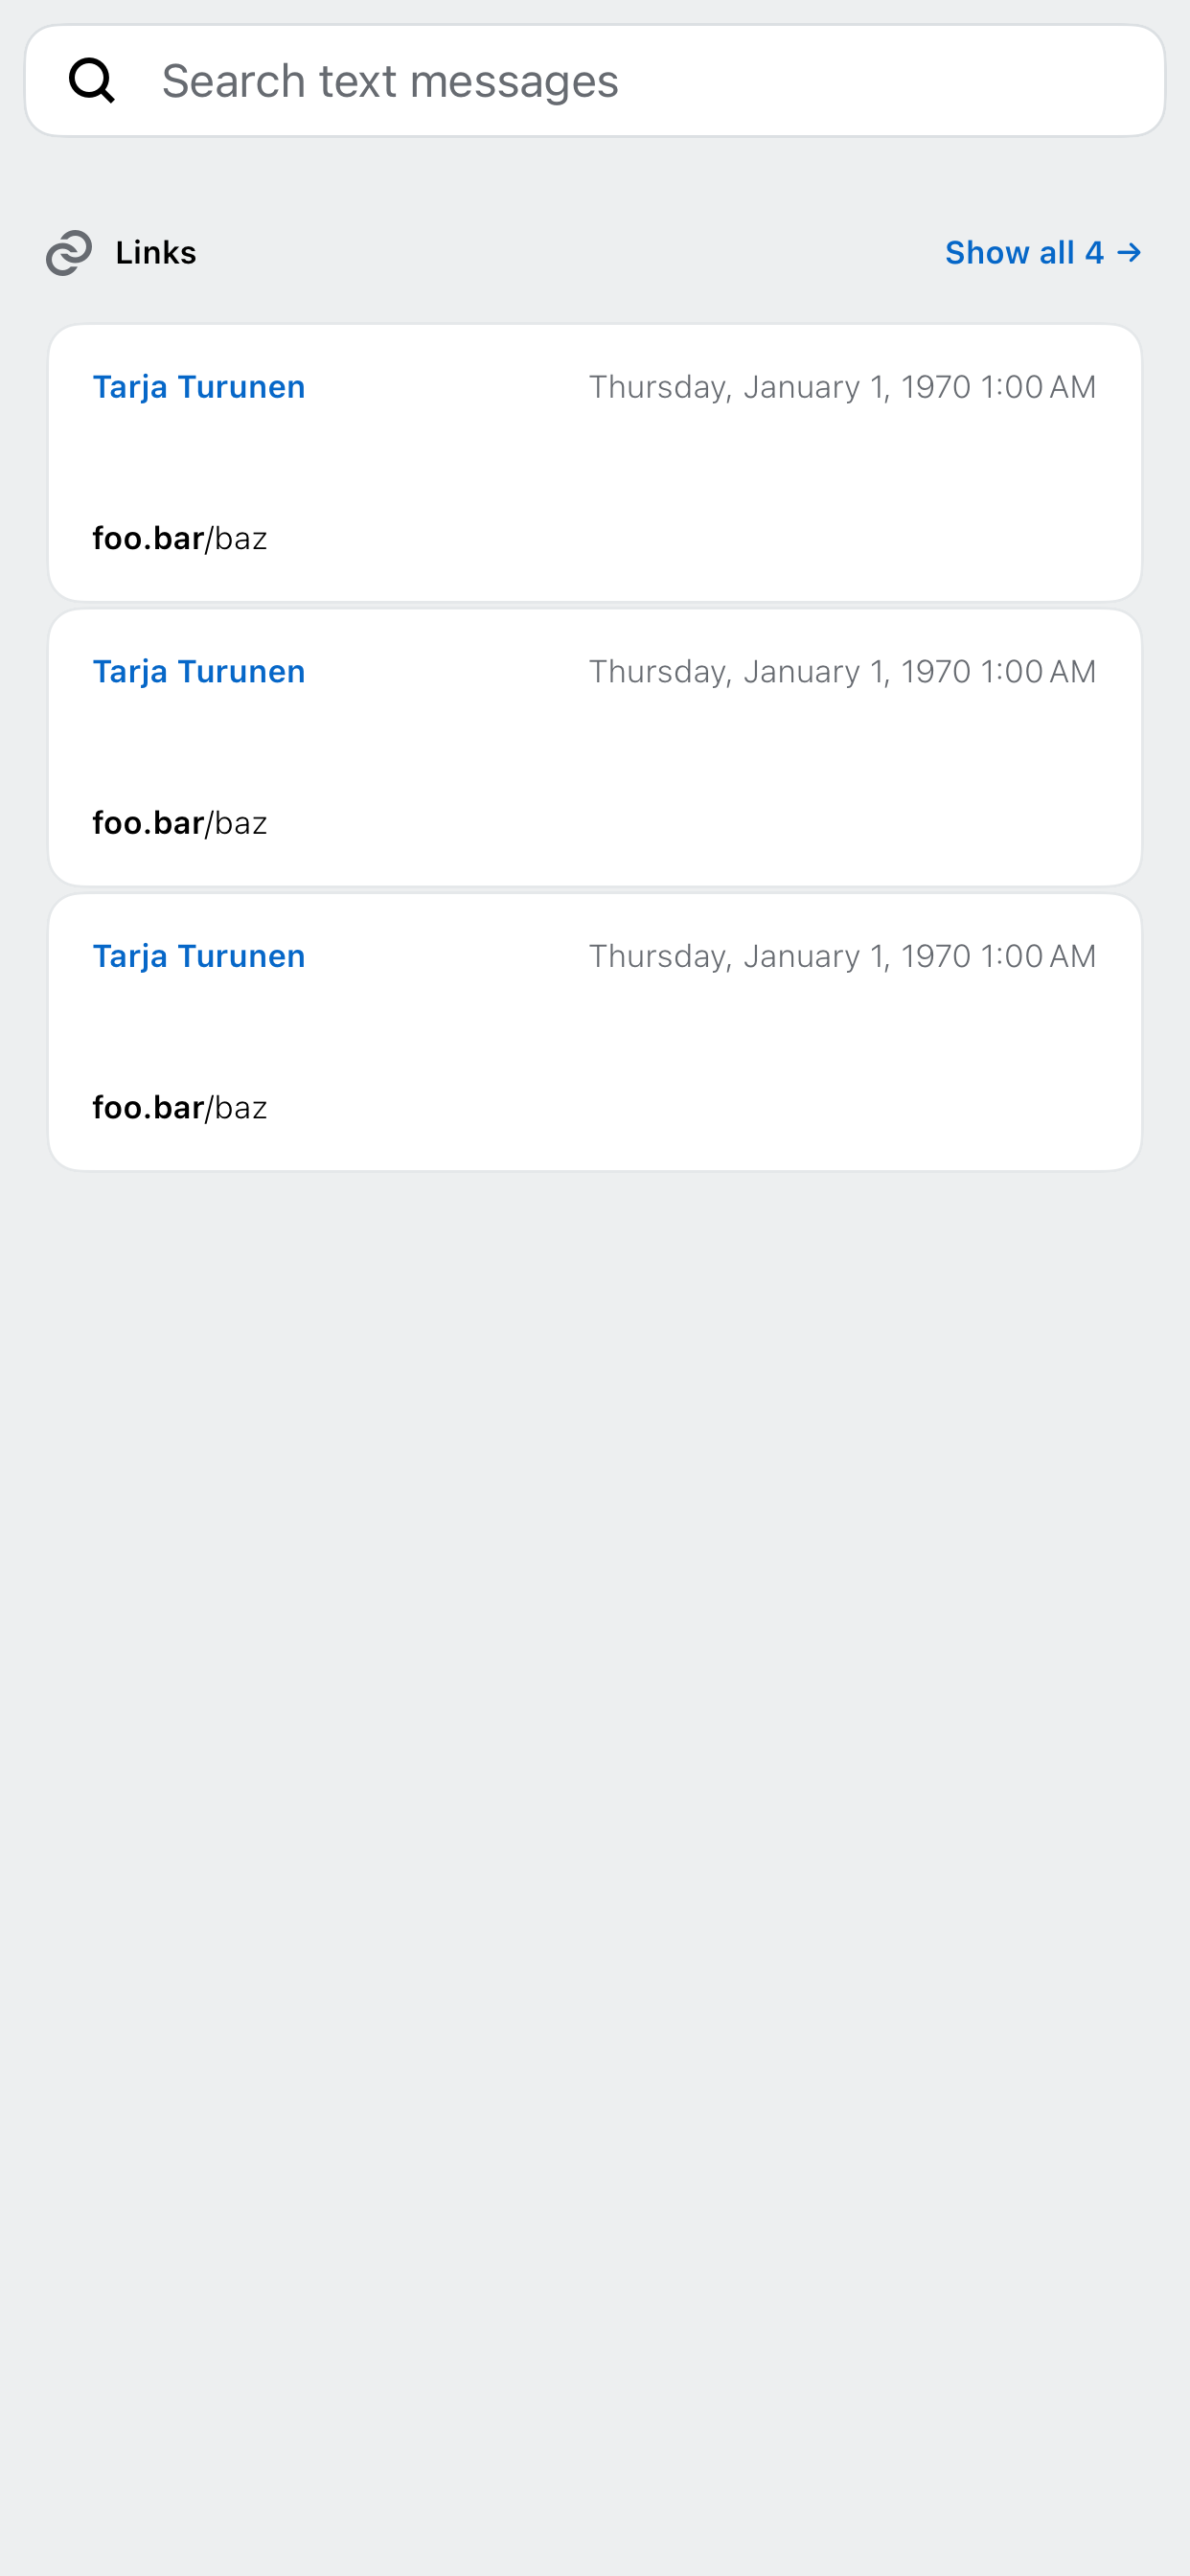 Search text messages
Links
Show all 4 →
Tarja Turunen
Thursday, January 1, 1970 1:00 AM
foo.bar/baz
Tarja Turunen
Thursday, January 1, 1970 1:00 AM
foo.bar/baz
Tarja Turunen
Thursday, January 1, 1970 1:00 AM
foo.bar/baz